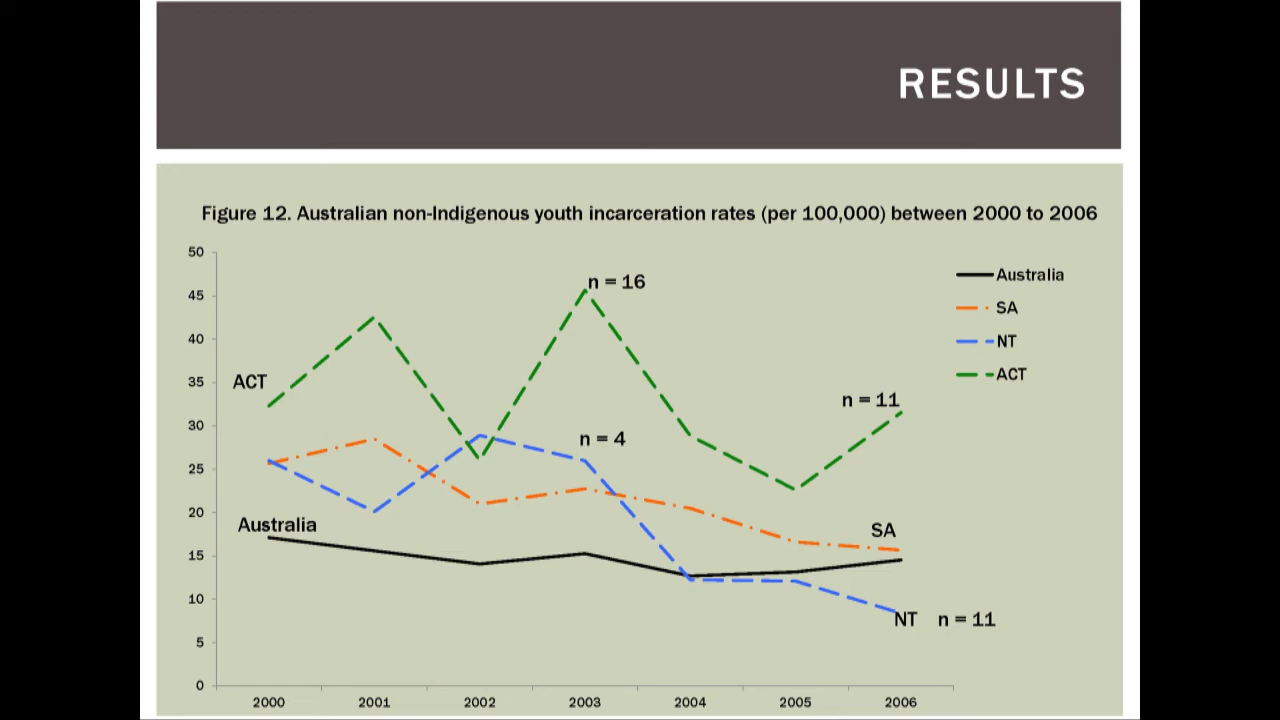 RESULTS
Figure 12. Australian non-Indigenous youth incarceration rates (per 100,000) between 2000 to 2006
50
45
40
35
30
25
20
15
10
5
0
n = 16
ACT
n = 11
n = 4
Australia
SA
NT n = 11
Australia
SA
NT
ACT
2000 2001 2002 2003 2004 2005 2006